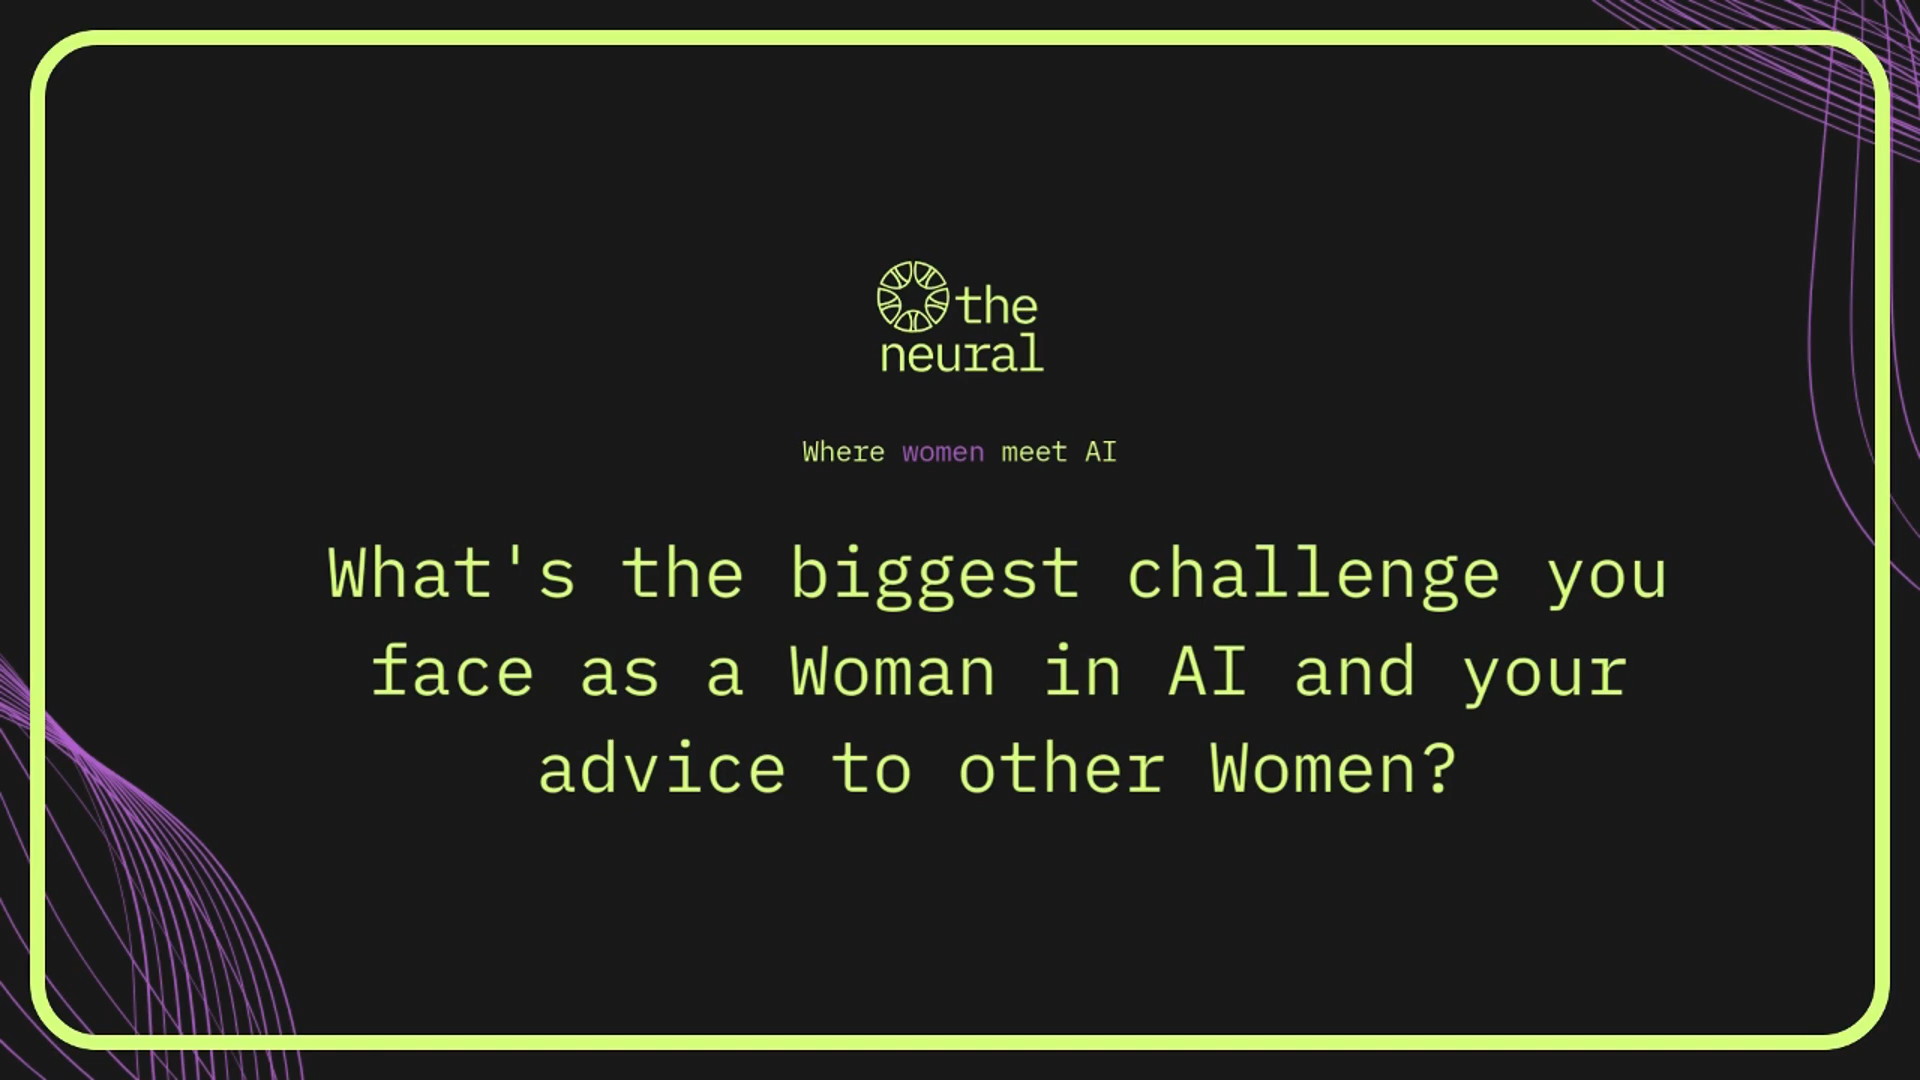 the
neural
Where women meet AI
What's the biggest challenge you
face as a Woman in AI and your
advice to other Women?